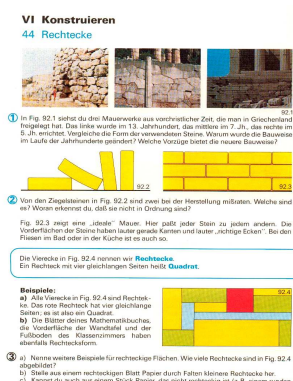 VI Konstruieren
44 Rechtecke
92.1
① In Fig. 92.1 siehst du drei Mauerwerke aus vorchristlicher Zeit, die man in Griechenland
freigelegt hat. Das linke wurde im 13. Jahrhundert, das mittlere im 7. Jh., das rechte im
5. Jh. errichtet. Vergleiche die Form der verwendeten Steine. Warum wurde die Bauweise
im Laufe der Jahrhunderte geändert? Welche Vorzüge bietet die neuere Bauweise?
92.2
92.3
② Von den Ziegelsteinen in Fig. 92.2 sind zwei bei der Herstellung mißraten. Welche sind
es? Woran erkennst du, daß sie nicht in Ordnung sind?
Fig. 92.3 zeigt eine „ideale" Mauer. Hier paßt jeder Stein zu jedem andern. Die
Vorderflächen der Steine haben lauter gerade Kanten und lauter „richtige Ecken". Bei den
Fliesen im Bad oder in der Küche ist es auch so.
Die Vierecke in Fig. 92.4 nennen wir Rechtecke.
Ein Rechteck mit vier gleichlangen Seiten heißt Quadrat.
Beispiele:
a) Alle Vierecke in Fig. 92.4 sind Rechtek-
ke. Das rote Rechteck hat vier gleichlange
Seiten; es ist also ein Quadrat.
b) Die Blätter deines Mathematikbuches,
die Vorderfläche der Wandtafel und der
Fußboden des Klassenzimmers haben
ebenfalls Rechtecksform.
92.4
③ a) Nenne weitere Beispiele für rechteckige Flächen. Wie viele Rechtecke sind in Fig. 92.4
abgebildet?
b) Stelle aus einem rechteckigen Blatt Papier durch Falten kleinere Rechtecke her.